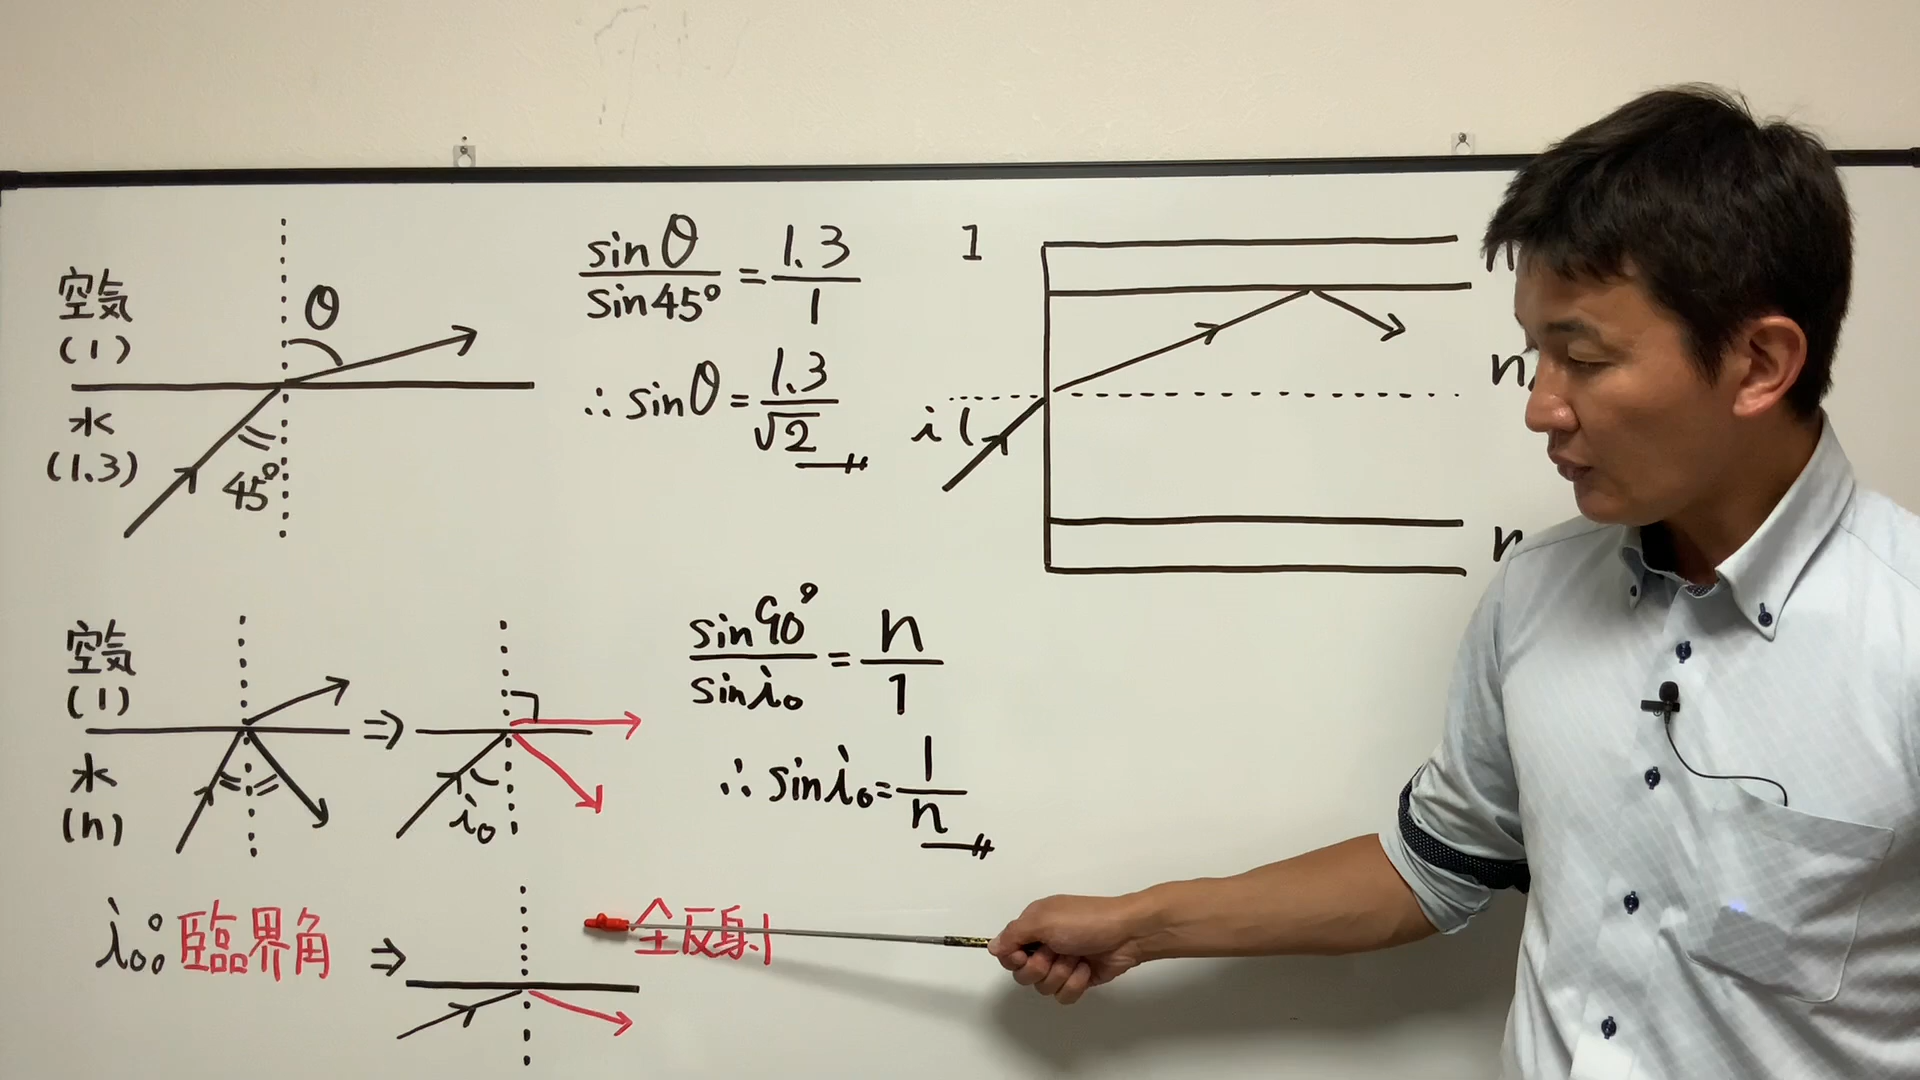 空気
(1)
θ
水
(1.3)
45°
sinθ/sin45° = 1.3/1
∴ sinθ = 1.3/√2
1
i
n
空気
(1)
⇒
水
(n)
i₀
sin90°/sini₀ = n/1
∴ sini₀ = 1/n
i₀: 臨界角
⇒
全反射